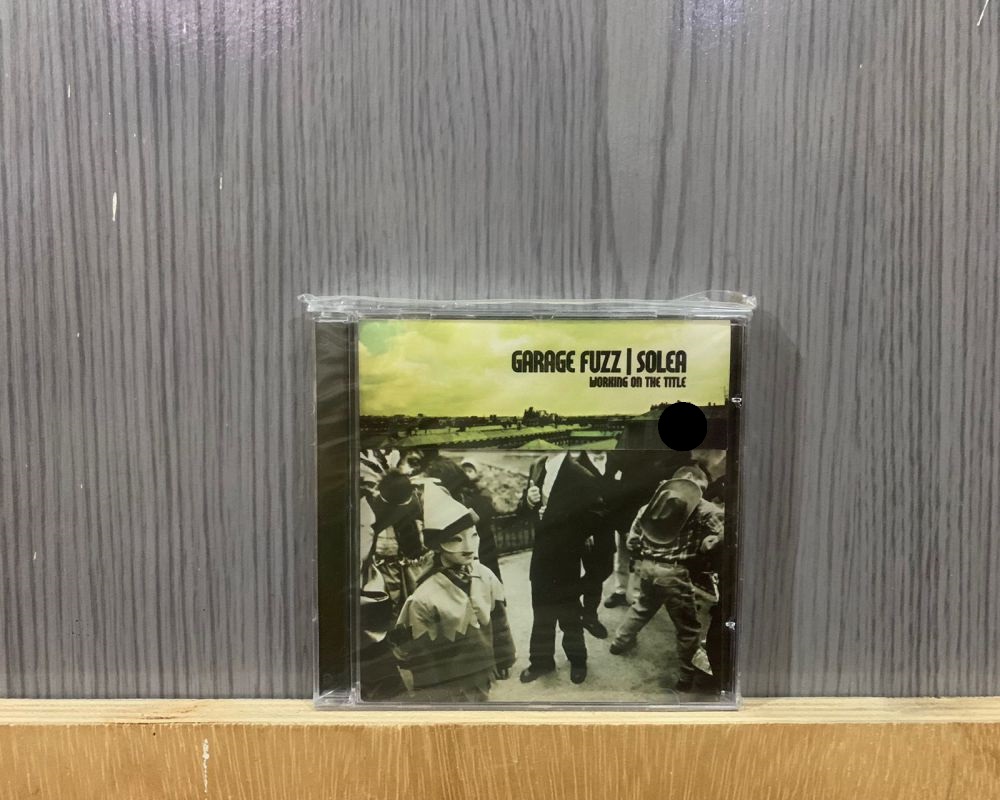 GARAGE FUZZ | SOLEA
WORKING ON THE TITLE